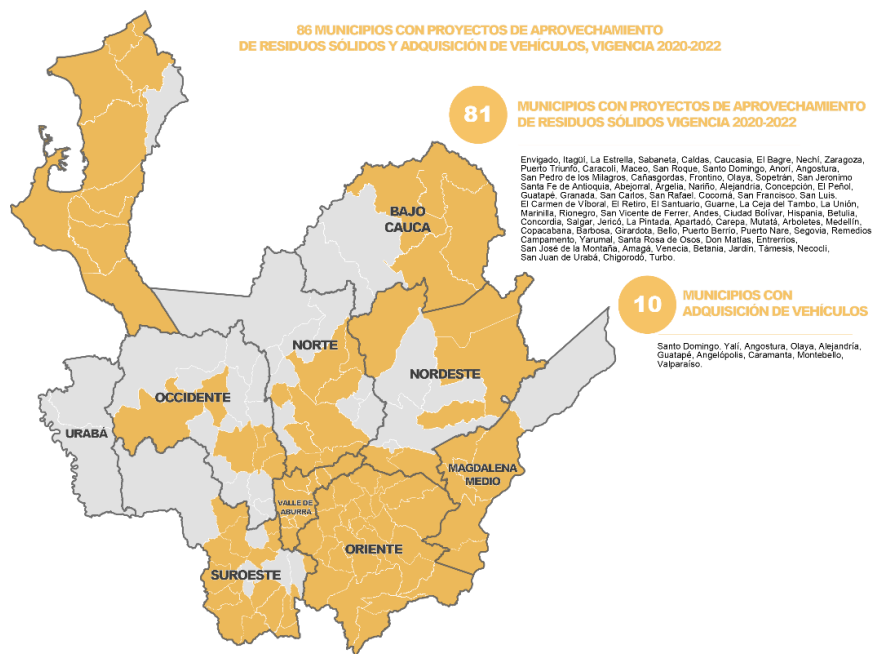 86 MUNICIPIOS CON PROYECTOS DE APROVECHAMIENTO
DE RESIDUOS SÓLIDOS Y ADQUISICIÓN DE VEHÍCULOS, VIGENCIA 2020-2022
81
MUNICIPIOS CON PROYECTOS DE APROVECHAMIENTO
DE RESIDUOS SÓLIDOS VIGENCIA 2020-2022
Envigado, Itagüí, La Estrella, Sabaneta, Caldas, Caucasia, El Bagre, Nechí, Zaragoza,
Puerto Triunfo, Caracolí, Maceo, San Roque, Santo Domingo, Anorí, Angostura,
San Pedro de los Milagros, Cañasgordas, Frontino, Olaya, Sopetrán, San Jeronimo
Santa Fe de Antioquia, Abejorral, Argelia, Nariño, Alejandria, Concepción, El Peñol,
Guatapé, Granada, San Carlos, San Rafael, Cocorná, San Francisco, San Luis,
El Carmen de Víboral, El Retiro, El Santuario, Guarne, La Ceja del Tambo, La Unión,
Marinilla, Rionegro, San Vicente de Ferrer, Andes, Ciudad Bolívar, Hispania, Betulia,
Concordia, Salgar, Jericó, La Pintada, Apartadó, Carepa, Mutatá, Arboletes, Medellín,
Copacabana, Barbosa, Girardota, Bello, Puerto Berrío, Puerto Nare, Segovia, Remedios
Campamento, Yarumal, Santa Rosa de Osos, Don Matías, Entrerrios,
San José de la Montaña, Amagá, Venecia, Betania, Jardín, Támesis, Necocli,
San Juan de Urabá, Chigorodó, Turbo.
10
MUNICIPIOS CON
ADQUISICIÓN DE VEHÍCULOS
Santo Domingo, Yalí, Angostura, Olaya, Alejandría,
Guatapé, Angelópolis, Caramanta, Montebello,
Valparaíso.
BAJO
CAUCA
NORTE
NORDESTE
OCCIDENTE
URABÁ
MAGDALENA
MEDIO
VALLE DE
ABURRA
ORIENTE
SUROESTE